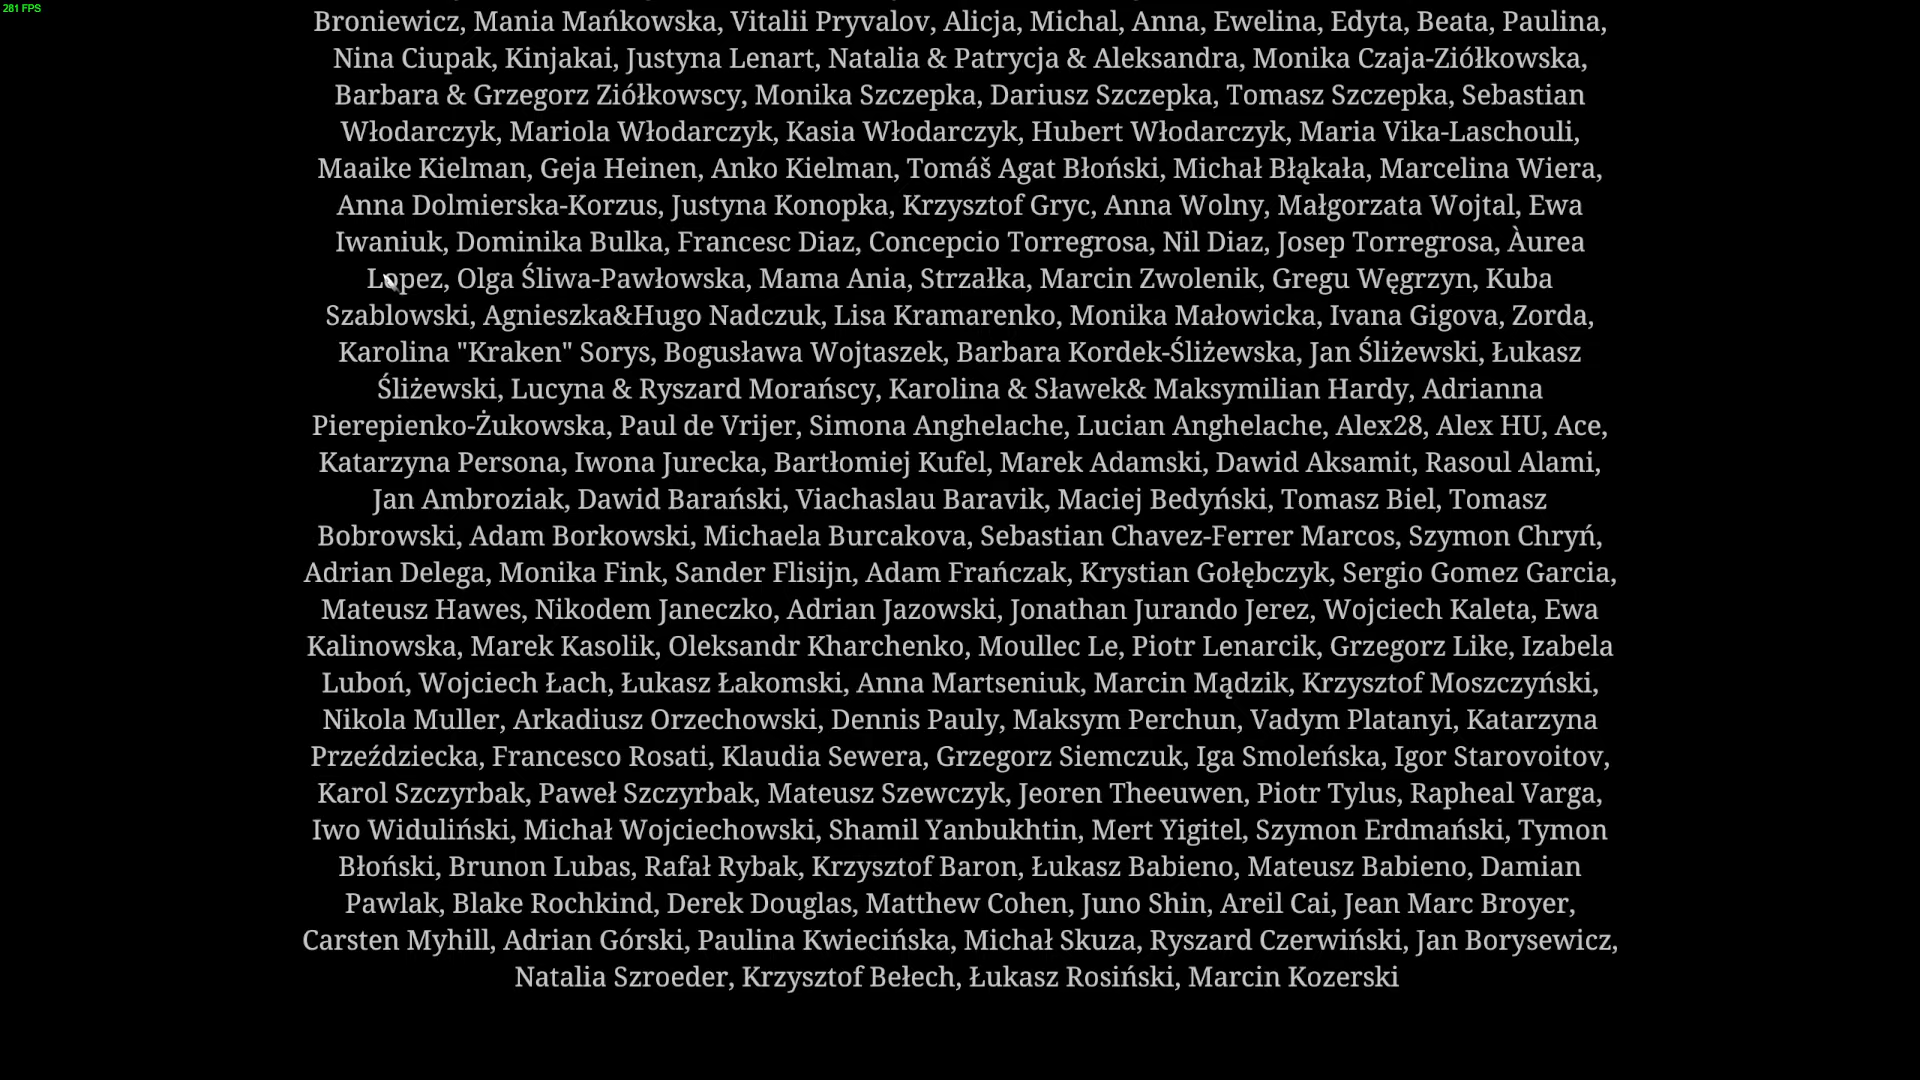 281 FPS
Broniewicz, Mania Mańkowska, Vitalii Pryvalov, Alicja, Michal, Anna, Ewelina, Edyta, Beata, Paulina,
Nina Ciupak, Kinjakai, Justyna Lenart, Natalia & Patrycja & Aleksandra, Monika Czaja-Ziółkowska,
Barbara & Grzegorz Ziółkowscy, Monika Szczepka, Dariusz Szczepka, Tomasz Szczepka, Sebastian
Włodarczyk, Mariola Włodarczyk, Kasia Włodarczyk, Hubert Włodarczyk, Maria Vika-Laschouli,
Maaike Kielman, Geja Heinen, Anko Kielman, Tomáš Agat Błoński, Michał Błąkała, Marcelina Wiera,
Anna Dolmierska-Korzus, Justyna Konopka, Krzysztof Gryc, Anna Wolny, Małgorzata Wojtal, Ewa
Iwaniuk, Dominika Bulka, Francesc Diaz, Concepcio Torregrosa, Nil Diaz, Josep Torregrosa, Àurea
Lopez, Olga Śliwa-Pawłowska, Mama Ania, Strzałka, Marcin Zwolenik, Gregu Węgrzyn, Kuba
Szablowski, Agnieszka&Hugo Nadczuk, Lisa Kramarenko, Monika Małowicka, Ivana Gigova, Zorda,
Karolina "Kraken" Sorys, Bogusława Wojtaszek, Barbara Kordek-Śliżewska, Jan Śliżewski, Łukasz
Śliżewski, Lucyna & Ryszard Morańscy, Karolina & Sławek& Maksymilian Hardy, Adrianna
Pierepienko-Żukowska, Paul de Vrijer, Simona Anghelache, Lucian Anghelache, Alex28, Alex HU, Ace,
Katarzyna Persona, Iwona Jurecka, Bartłomiej Kufel, Marek Adamski, Dawid Aksamit, Rasoul Alami,
Jan Ambroziak, Dawid Barański, Viachaslau Baravik, Maciej Bedyński, Tomasz Biel, Tomasz
Bobrowski, Adam Borkowski, Michaela Burcakova, Sebastian Chavez-Ferrer Marcos, Szymon Chryń,
Adrian Delega, Monika Fink, Sander Flisijn, Adam Frańczak, Krystian Gołębczyk, Sergio Gomez Garcia,
Mateusz Hawes, Nikodem Janeczko, Adrian Jazowski, Jonathan Jurando Jerez, Wojciech Kaleta, Ewa
Kalinowska, Marek Kasolik, Oleksandr Kharchenko, Moullec Le, Piotr Lenarcik, Grzegorz Like, Izabela
Luboń, Wojciech Łach, Łukasz Łakomski, Anna Martseniuk, Marcin Mądzik, Krzysztof Moszczyński,
Nikola Muller, Arkadiusz Orzechowski, Dennis Pauly, Maksym Perchun, Vadym Platanyi, Katarzyna
Przeździecka, Francesco Rosati, Klaudia Sewera, Grzegorz Siemczuk, Iga Smoleńska, Igor Starovoitov,
Karol Szczyrbak, Paweł Szczyrbak, Mateusz Szewczyk, Jeoren Theeuwen, Piotr Tylus, Rapheal Varga,
Iwo Widuliński, Michał Wojciechowski, Shamil Yanbukhtin, Mert Yigitel, Szymon Erdmański, Tymon
Błoński, Brunon Lubas, Rafał Rybak, Krzysztof Baron, Łukasz Babieno, Mateusz Babieno, Damian
Pawlak, Blake Rochkind, Derek Douglas, Matthew Cohen, Juno Shin, Areil Cai, Jean Marc Broyer,
Carsten Myhill, Adrian Górski, Paulina Kwiecińska, Michał Skuza, Ryszard Czerwiński, Jan Borysewicz,
Natalia Szroeder, Krzysztof Bełech, Łukasz Rosiński, Marcin Kozerski